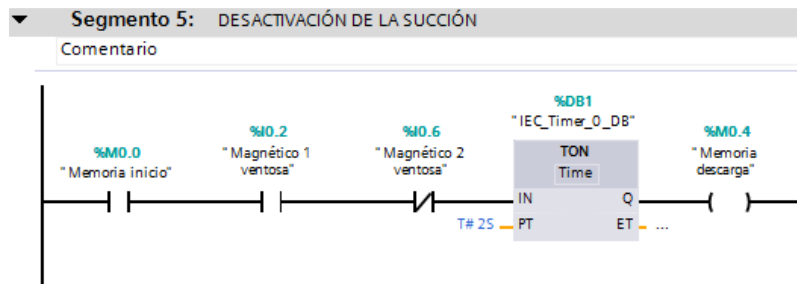 Segmento 5: DESACTIVACIÓN DE LA SUCCIÓN
Comentario
%DB1
"IEC_Timer_0_DB"
%M0.0
"Memoria inicio"
%I0.2
"Magnético 1
ventosa"
%I0.6
"Magnético 2
ventosa"
TON
Time
%M0.4
"Memoria
descarga"
IN
Q
T# 2S
PT
ET
...